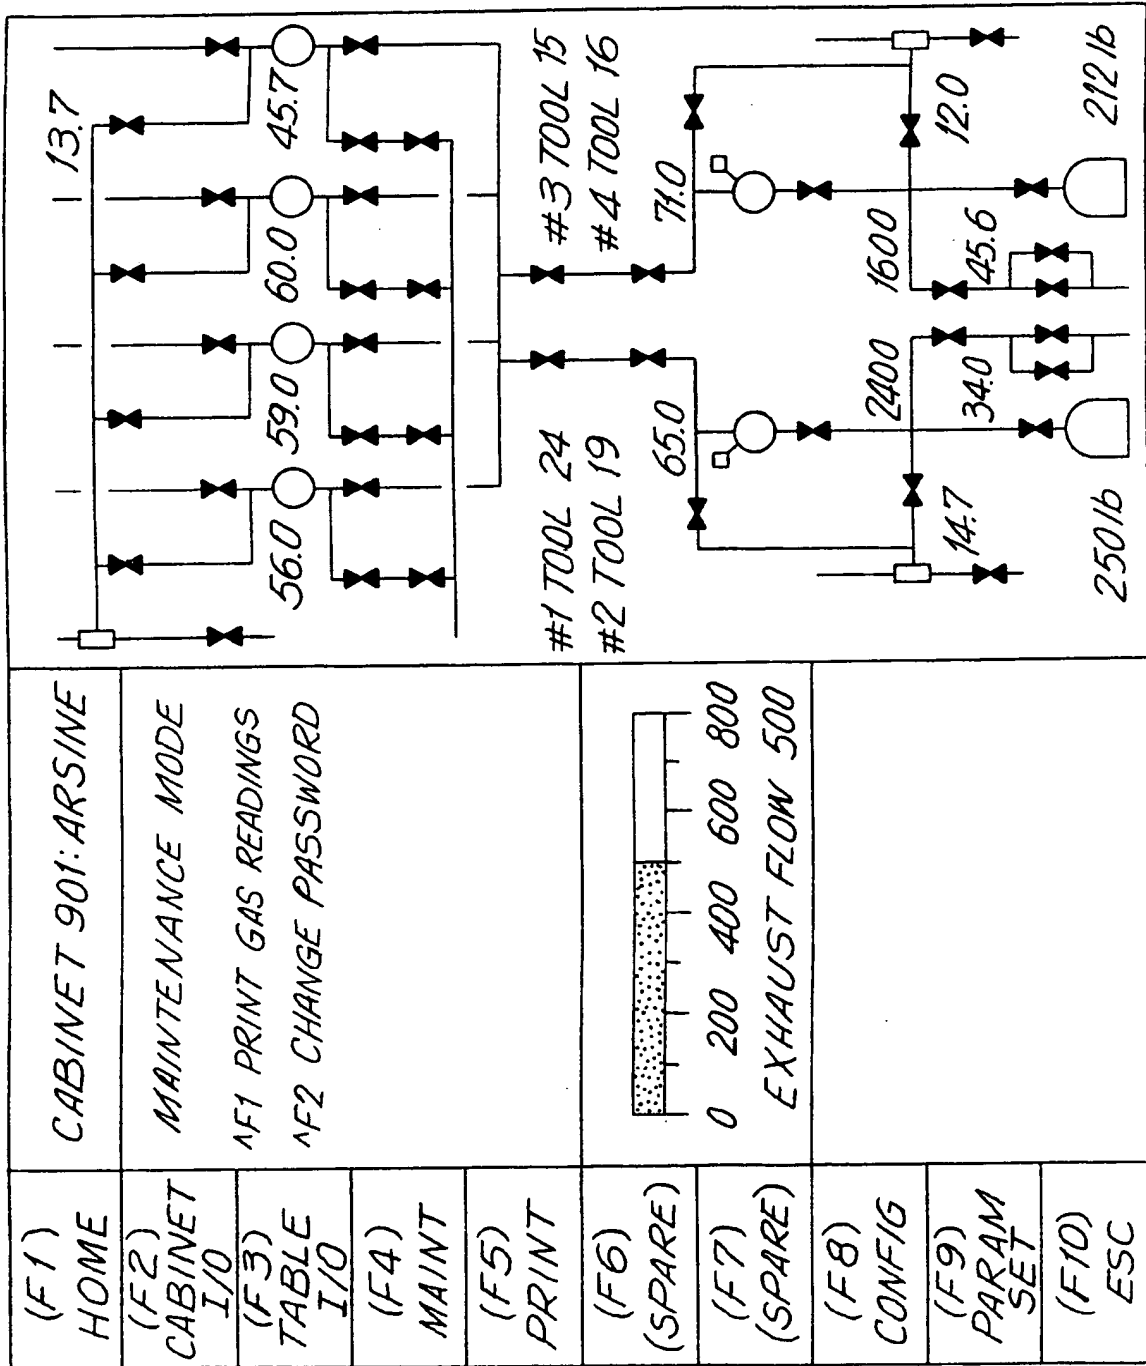 (F1)
HOME
(F2)
CABINET
I/O
(F3)
TABLE
I/O
(F4)
MAINT
(F5)
PRINT
(F6)
(SPARE)
(F7)
(SPARE)
(F8)
CONFIG
(F9)
PARAM
SET
(F10)
ESC
CABINET 901: ARSINE
MAINTENANCE MODE
^F1 PRINT GAS READINGS
^F2 CHANGE PASSWORD
0 200 400 600 800
EXHAUST FLOW 500
13.7
56.0 59.0 60.0 45.7
#1 TOOL 24
#2 TOOL 19
#3 TOOL 15
#4 TOOL 16
65.0 71.0
2400 1600
14.7 34.0 45.6 12.0
250 lb 212 lb